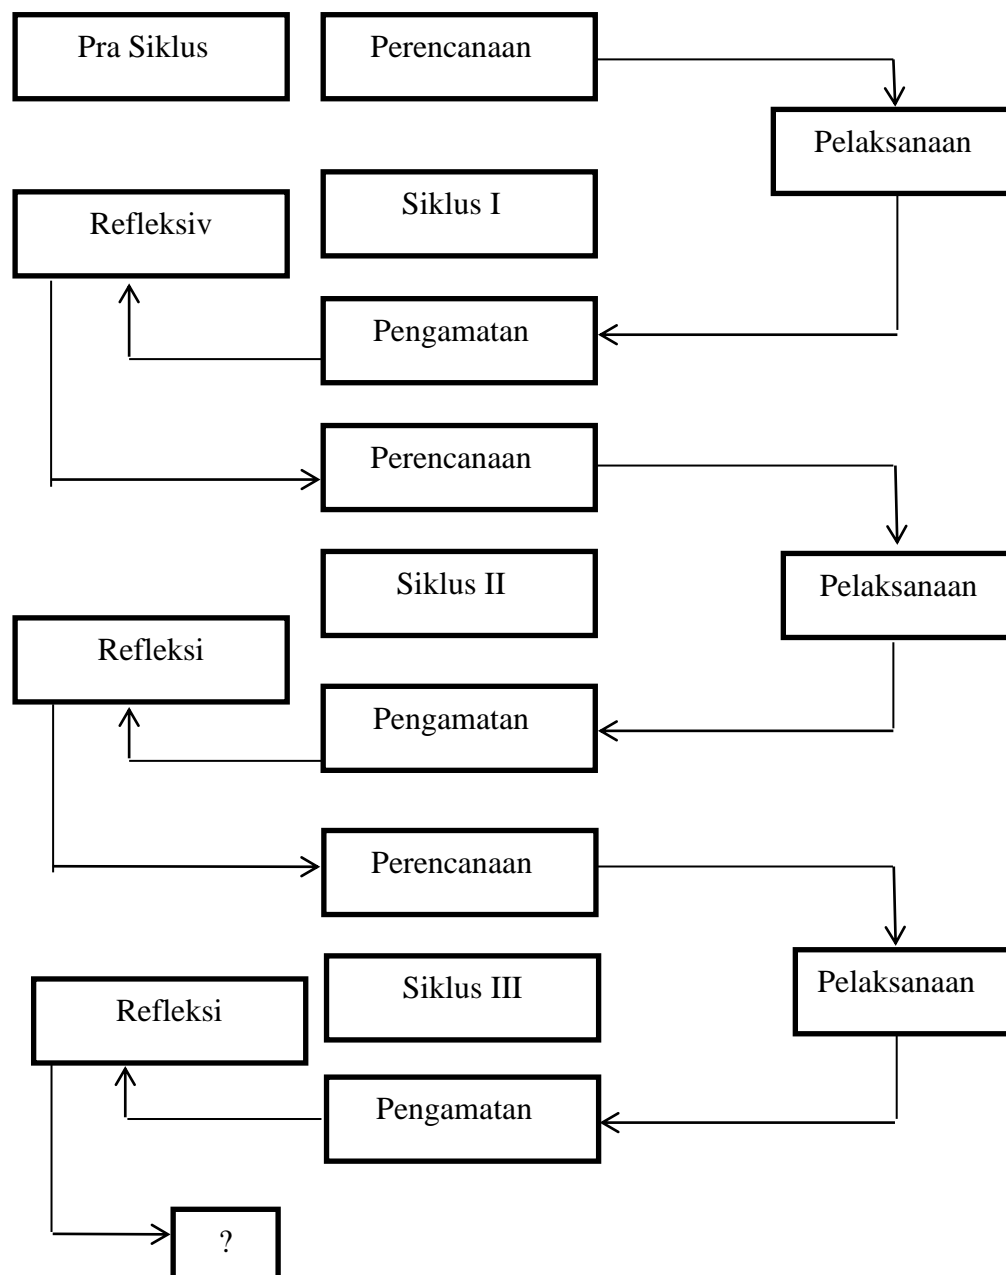 Pra Siklus
Perencanaan
Pelaksanaan
Siklus I
Refleksiv
Pengamatan
Perencanaan
Siklus II
Pelaksanaan
Refleksi
Pengamatan
Perencanaan
Siklus III
Pelaksanaan
Refleksi
Pengamatan
?